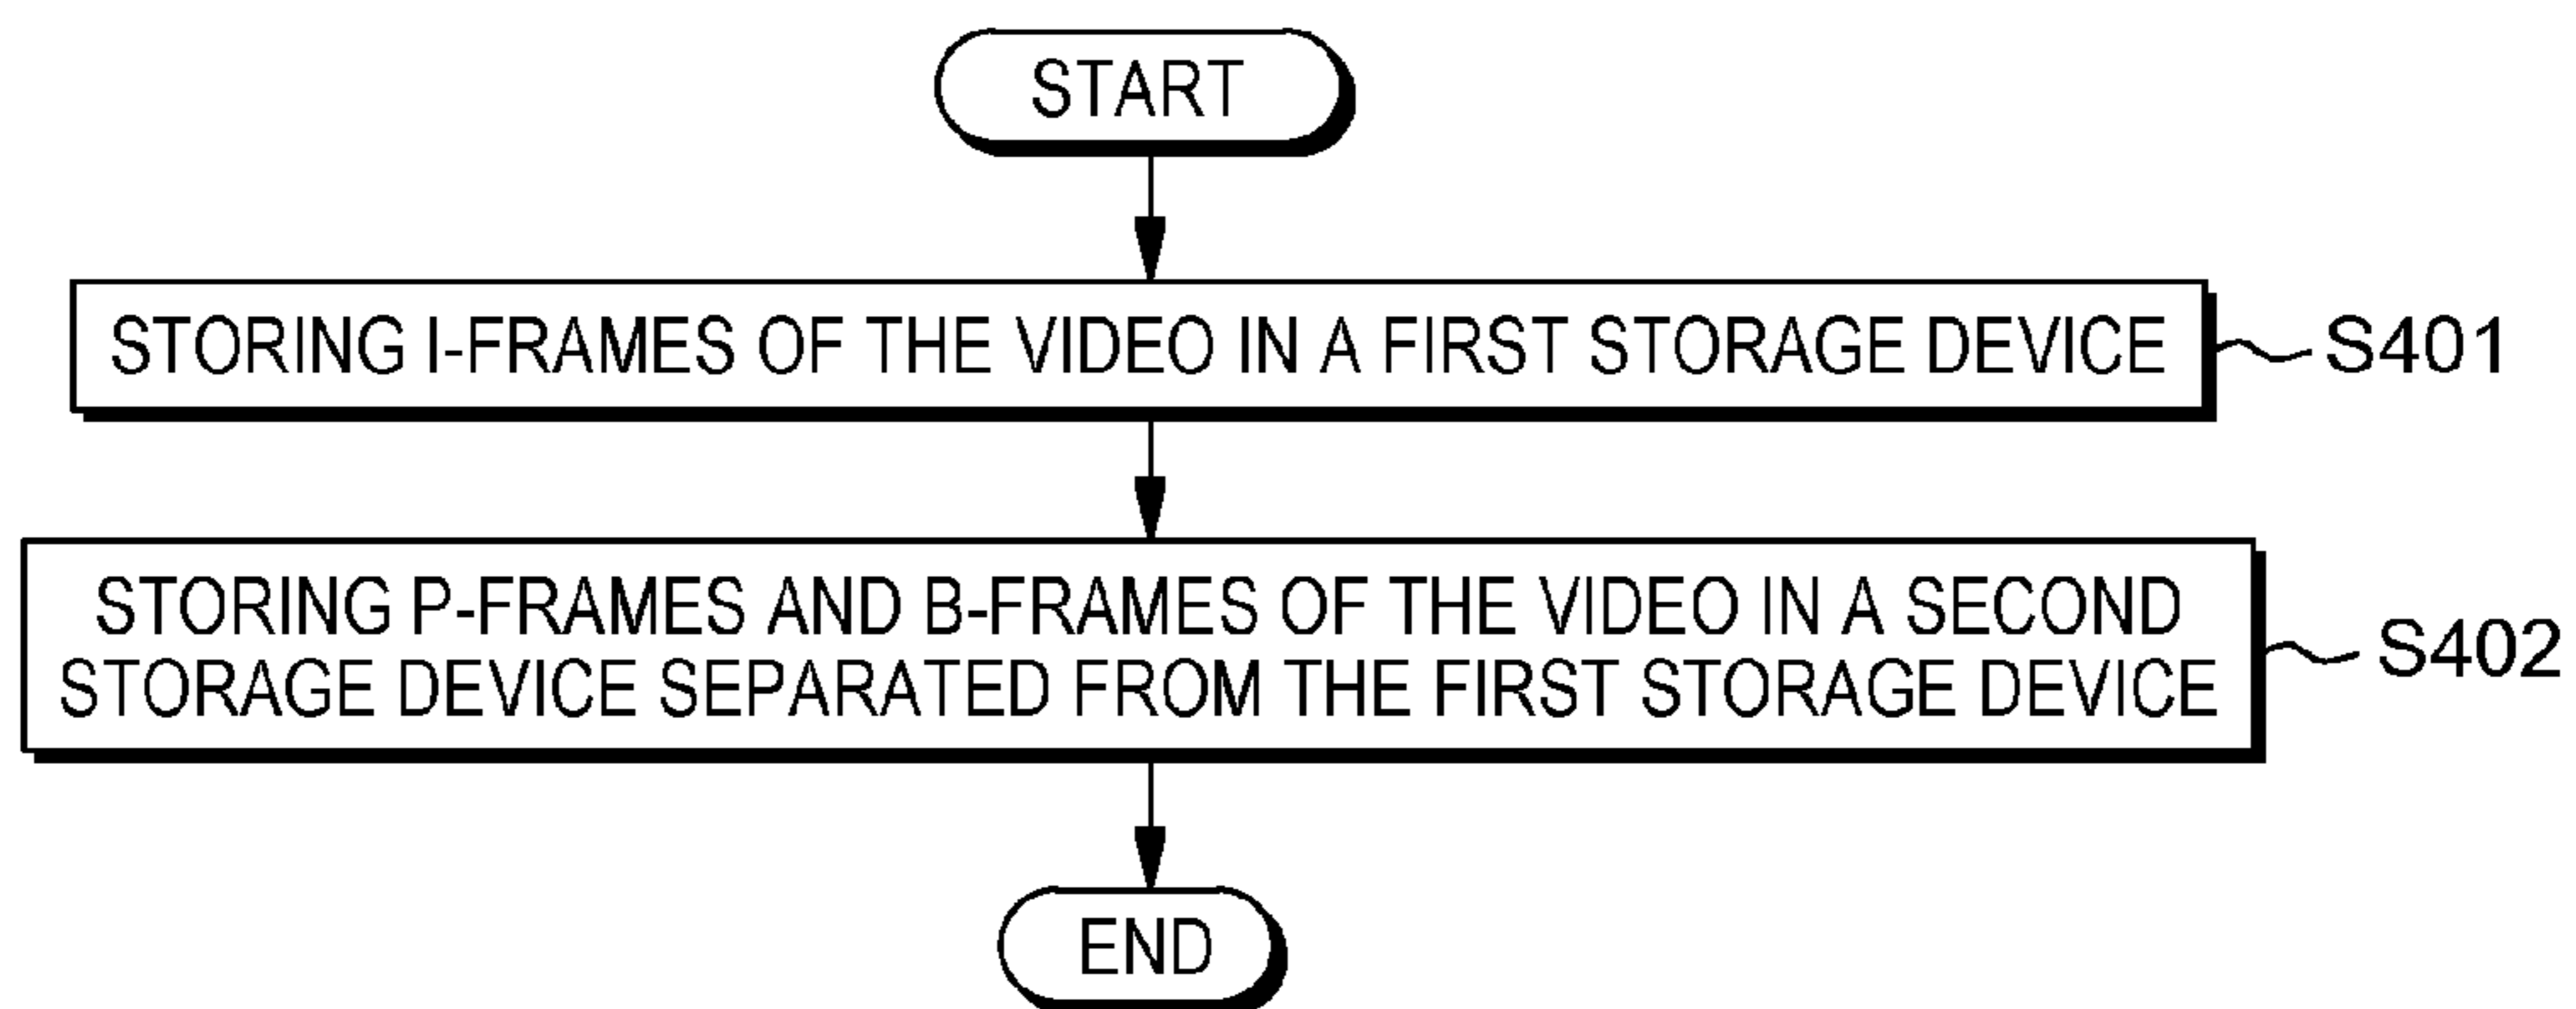 START
STORING I-FRAMES OF THE VIDEO IN A FIRST STORAGE DEVICE
S401
STORING P-FRAMES AND B-FRAMES OF THE VIDEO IN A SECOND
STORAGE DEVICE SEPARATED FROM THE FIRST STORAGE DEVICE
S402
END